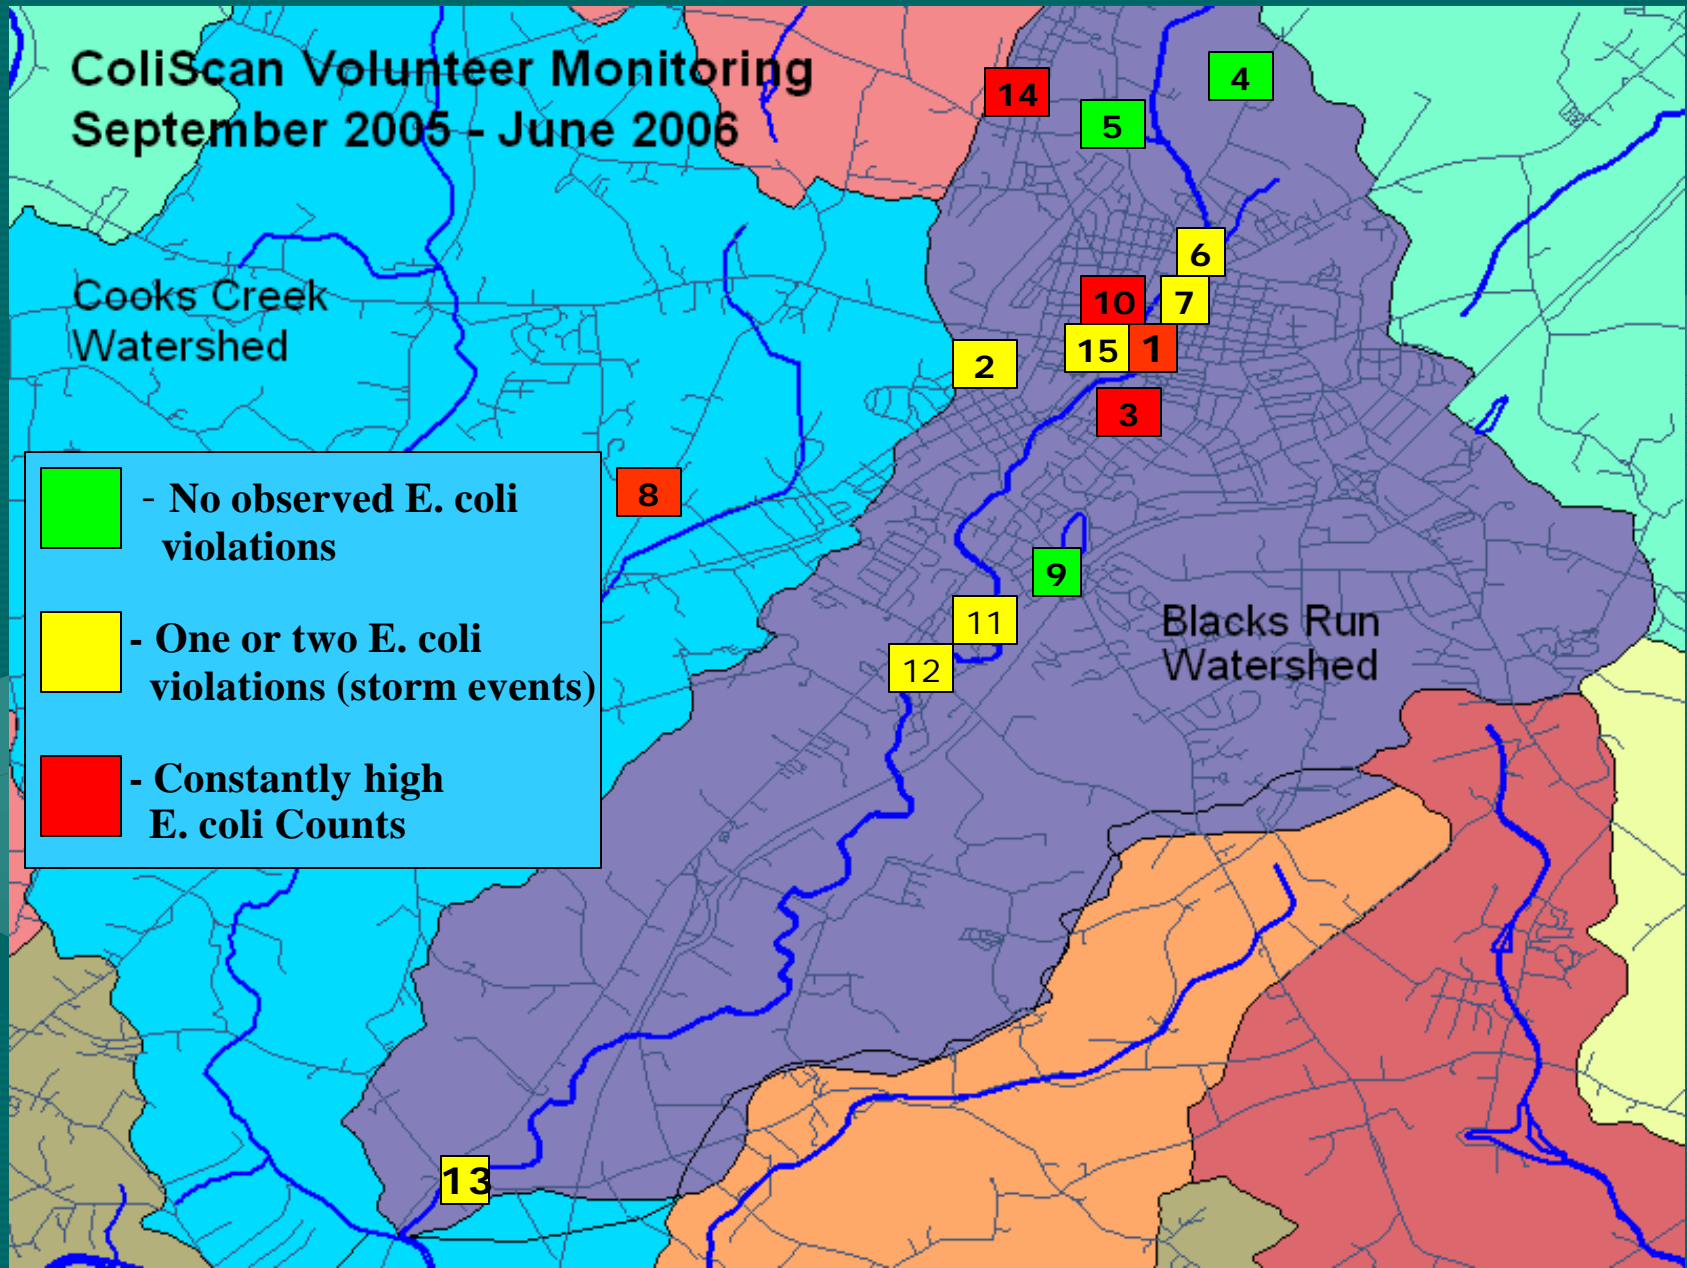 ColiScan Volunteer Monitoring
September 2005 - June 2006
14
4
5
6
Cooks Creek
Watershed
10
7
2
15
1
3
8
- No observed E. coli
violations
9
11
Blacks Run
Watershed
12
- One or two E. coli
violations (storm events)
- Constantly high
E. coli Counts
13